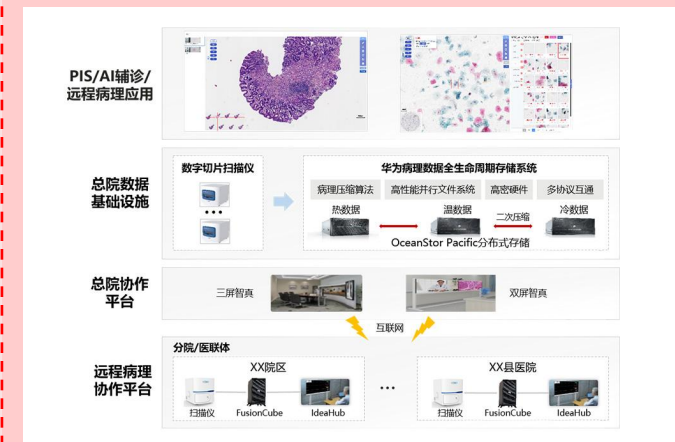 PIS/AI辅诊/
远程病理应用
总院数据
基础设施
数字切片扫描仪
华为病理数据全生命周期存储系统
病理压缩算法 高性能并行文件系统 高密硬件 多协议互通
热数据 温数据 二次压缩 冷数据
OceanStor Pacific分布式存储
总院协作
平台
三屏智真 双屏智真
互联网
远程病理
协作平台
分院/医联体
XX院区 XX县医院
扫描仪 FusionCube IdeaHub ... 扫描仪 FusionCube IdeaHub